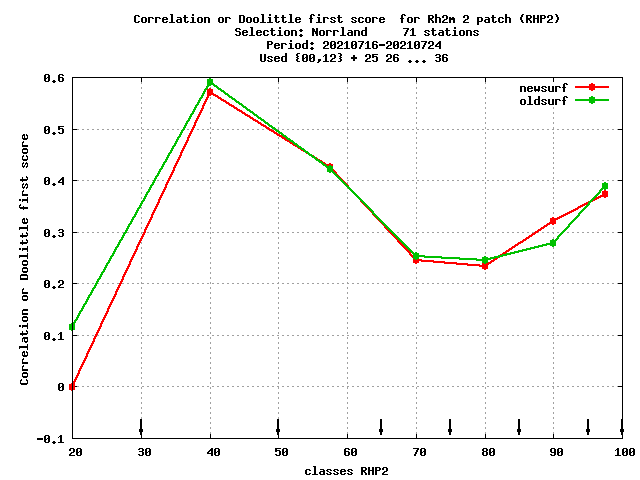 Correlation or Doolittle first score  for Rh2m 2 patch (RHP2)
Selection: Norrland     71 stations
Period: 20210716-20210724
Used {00,12} + 25 26 ... 36
newsurf
oldsurf
Correlation or Doolittle first score
0.6
0.5
0.4
0.3
0.2
0.1
0
-0.1
20 30 40 50 60 70 80 90 100
classes RHP2